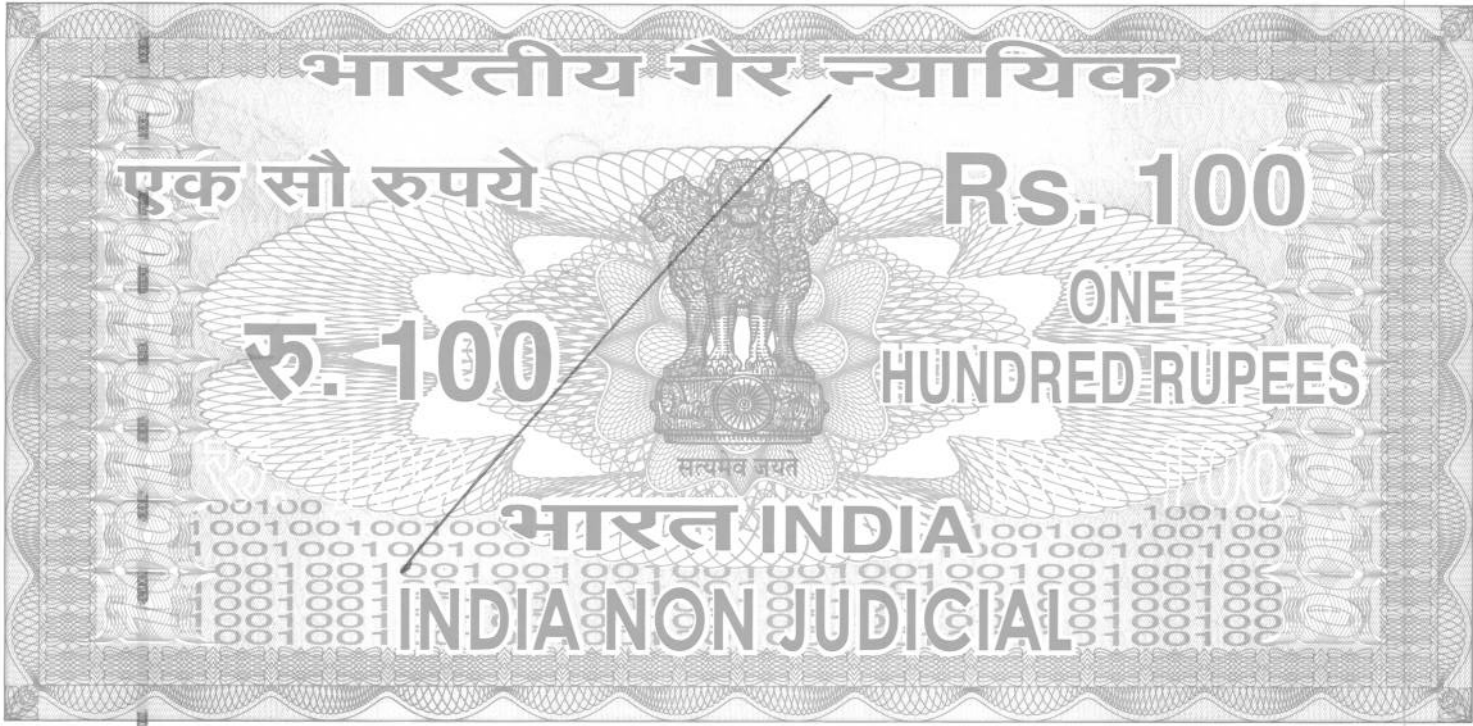 भारतीय गैर न्यायिक
एक सौ रुपये
Rs. 100
रु. 100
ONE
HUNDRED RUPEES
सत्यमेव जयते
भारत INDIA
INDIA NON JUDICIAL